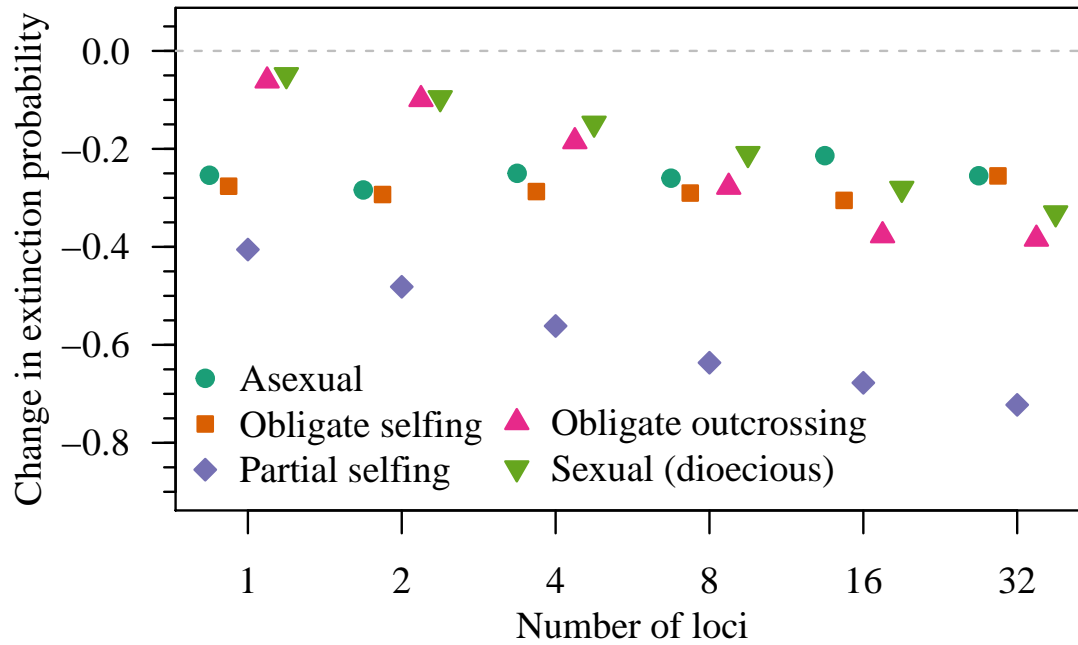 Change in extinction probability
0.0
−0.2
−0.4
−0.6
−0.8
Asexual
Obligate selfing
Partial selfing
Obligate outcrossing
Sexual (dioecious)
1 2 4 8 16 32
Number of loci